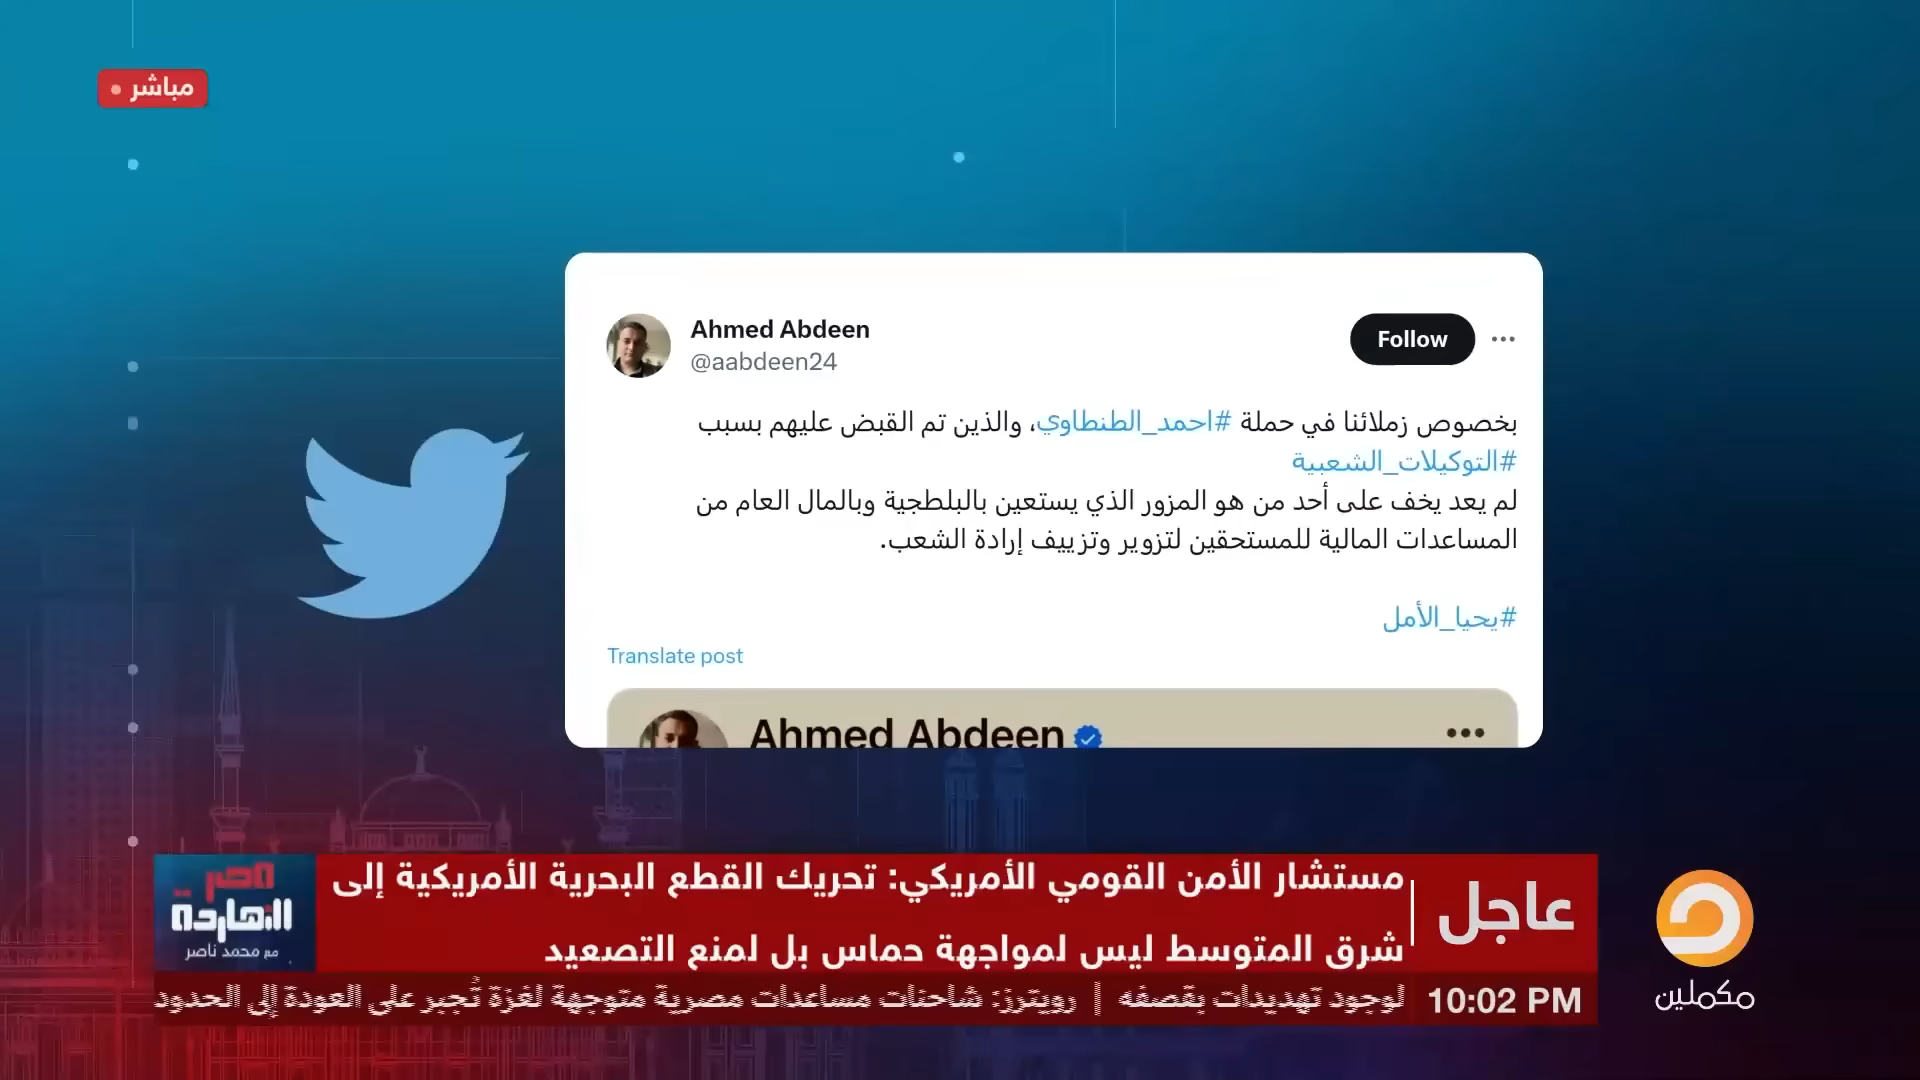 مباشر
Ahmed Abdeen
@aabdeen24
Follow
بخصوص زملائنا في حملة #احمد_الطنطاوي، والذين تم القبض عليهم بسبب
#التوكيلات_الشعبية
لم يعد يخف على أحد من هو المزور الذي يستعين بالبلطجية وبالمال العام من
المساعدات المالية للمستحقين لتزوير وتزييف إرادة الشعب.
#يحيا_الأمل
Translate post
Ahmed Abdeen
عاجل
مستشار الأمن القومي الأمريكي: تحريك القطع البحرية الأمريكية إلى
شرق المتوسط ليس لمواجهة حماس بل لمنع التصعيد
مصر
النهاردة
مع محمد ناصر
10:02 PM
لوجود تهديدات بقصفه | رويترز: شاحنات مساعدات مصرية متوجهة لغزة تُجبر على العودة إلى الحدود
مكملين